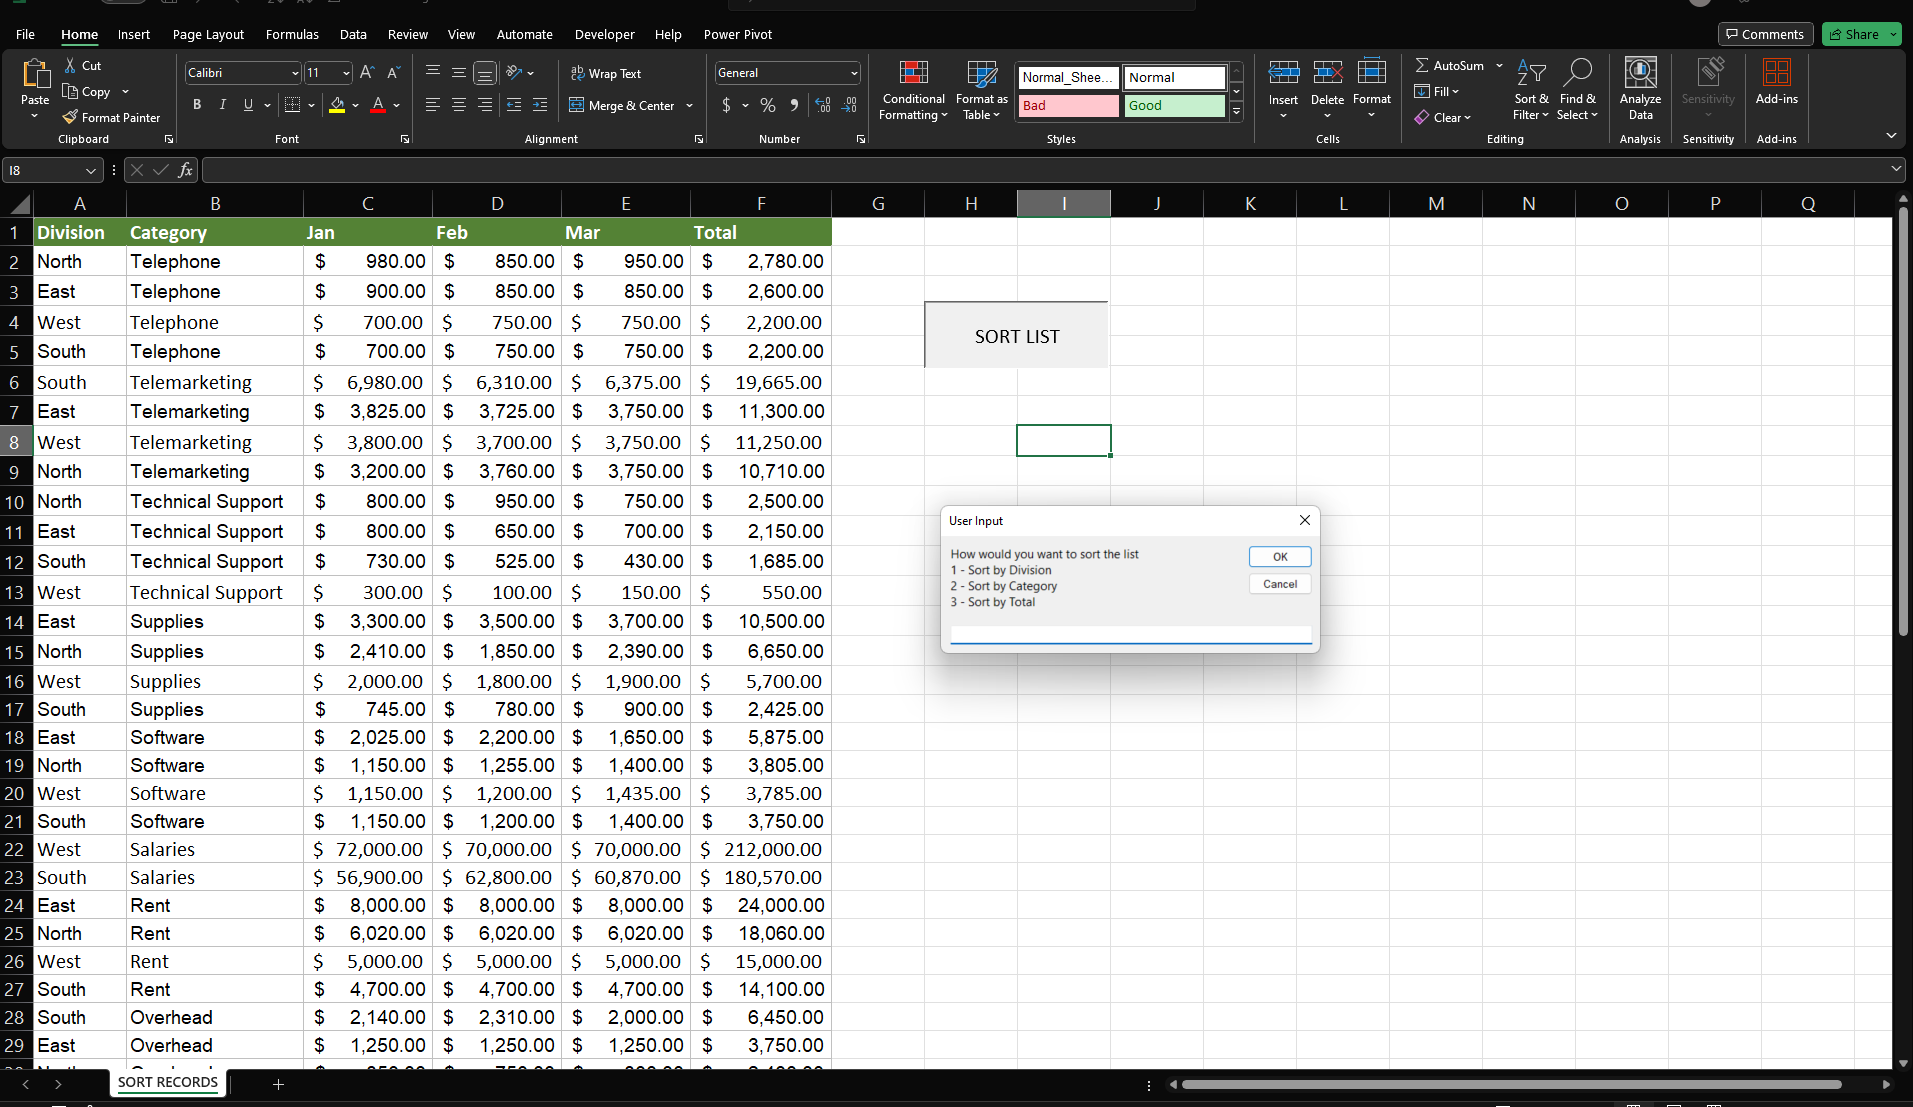 File Home Insert Page Layout Formulas Data Review View Automate Developer Help Power Pivot Comments Share
Paste Cut Copy Format Painter Clipboard
Calibri 11 B I U A Font
Wrap Text Merge & Center Alignment
General $ % Number
Conditional Formatting Format as Table Normal_Shee... Normal Bad Good Styles
Insert Delete Format Cells
AutoSum Fill Clear Sort & Filter Find & Select Editing
Analyze Data Analysis Sensitivity Sensitivity Add-ins Add-ins
I8 fx
A B C D E F G H I J K L M N O P Q
1 Division Category Jan Feb Mar Total
2 North Telephone $ 980.00 $ 850.00 $ 950.00 $ 2,780.00
3 East Telephone $ 900.00 $ 850.00 $ 850.00 $ 2,600.00
4 West Telephone $ 700.00 $ 750.00 $ 750.00 $ 2,200.00
5 South Telephone $ 700.00 $ 750.00 $ 750.00 $ 2,200.00
6 South Telemarketing $ 6,980.00 $ 6,310.00 $ 6,375.00 $ 19,665.00
7 East Telemarketing $ 3,825.00 $ 3,725.00 $ 3,750.00 $ 11,300.00
8 West Telemarketing $ 3,800.00 $ 3,700.00 $ 3,750.00 $ 11,250.00
9 North Telemarketing $ 3,200.00 $ 3,760.00 $ 3,750.00 $ 10,710.00
10 North Technical Support $ 800.00 $ 950.00 $ 750.00 $ 2,500.00
11 East Technical Support $ 800.00 $ 650.00 $ 700.00 $ 2,150.00
12 South Technical Support $ 730.00 $ 525.00 $ 430.00 $ 1,685.00
13 West Technical Support $ 300.00 $ 100.00 $ 150.00 $ 550.00
14 East Supplies $ 3,300.00 $ 3,500.00 $ 3,700.00 $ 10,500.00
15 North Supplies $ 2,410.00 $ 1,850.00 $ 2,390.00 $ 6,650.00
16 West Supplies $ 2,000.00 $ 1,800.00 $ 1,900.00 $ 5,700.00
17 South Supplies $ 745.00 $ 780.00 $ 900.00 $ 2,425.00
18 East Software $ 2,025.00 $ 2,200.00 $ 1,650.00 $ 5,875.00
19 North Software $ 1,150.00 $ 1,255.00 $ 1,400.00 $ 3,805.00
20 West Software $ 1,150.00 $ 1,200.00 $ 1,435.00 $ 3,785.00
21 South Software $ 1,150.00 $ 1,200.00 $ 1,400.00 $ 3,750.00
22 West Salaries $ 72,000.00 $ 70,000.00 $ 70,000.00 $ 212,000.00
23 South Salaries $ 56,900.00 $ 62,800.00 $ 60,870.00 $ 180,570.00
24 East Rent $ 8,000.00 $ 8,000.00 $ 8,000.00 $ 24,000.00
25 North Rent $ 6,020.00 $ 6,020.00 $ 6,020.00 $ 18,060.00
26 West Rent $ 5,000.00 $ 5,000.00 $ 5,000.00 $ 15,000.00
27 South Rent $ 4,700.00 $ 4,700.00 $ 4,700.00 $ 14,100.00
28 South Overhead $ 2,140.00 $ 2,310.00 $ 2,000.00 $ 6,450.00
29 East Overhead $ 1,250.00 $ 1,250.00 $ 1,250.00 $ 3,750.00
SORT LIST
User Input
How would you want to sort the list
1 - Sort by Division
2 - Sort by Category
3 - Sort by Total
OK
Cancel
SORT RECORDS